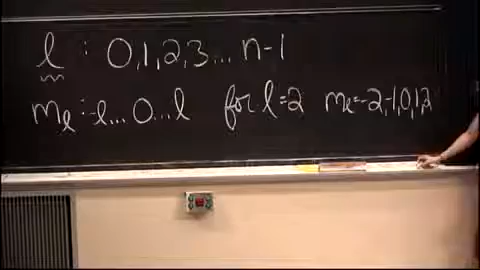 l : 0,1,2,3... n-1
mₗ : -l...0...l for l=2 mₗ=-2,-1,0,1,2